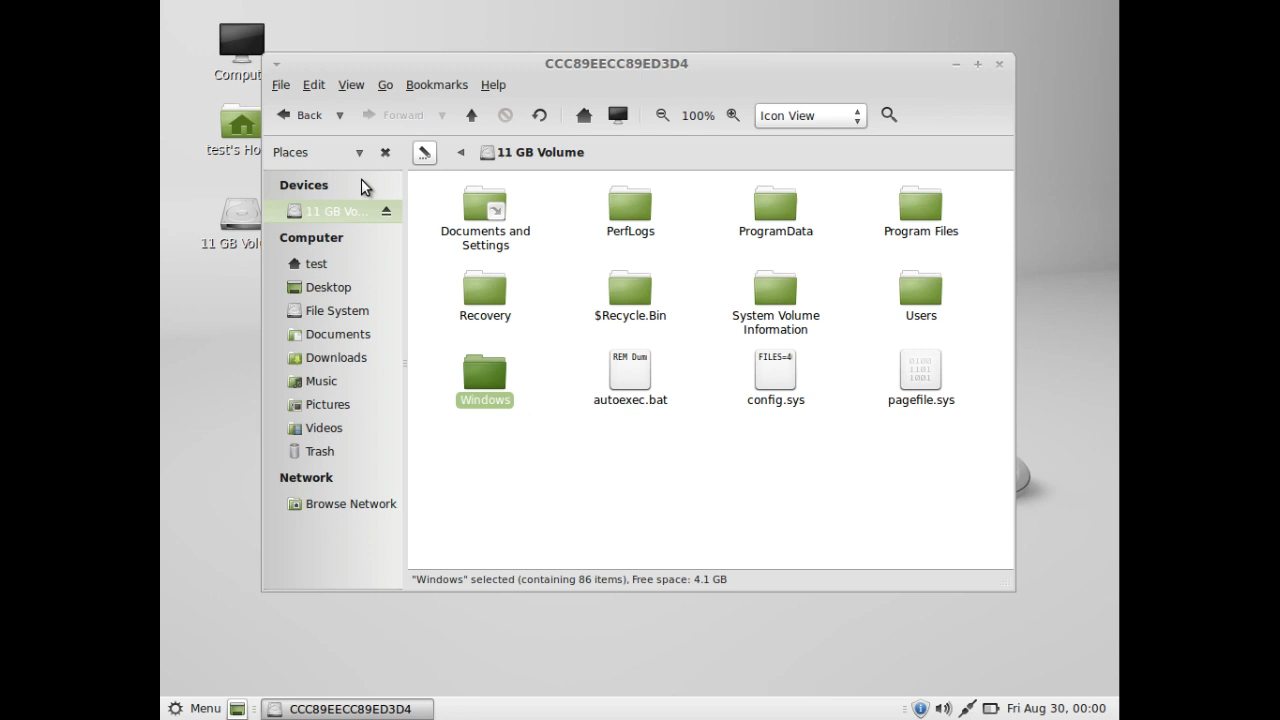 Comput
test's Ho
11 GB Vol
CCC89EECC89ED3D4
File Edit View Go Bookmarks Help
Back Forward 100% Icon View
Places 11 GB Volume
Devices
11 GB Vo...
Computer
test
Desktop
File System
Documents
Downloads
Music
Pictures
Videos
Trash
Network
Browse Network
Documents and
Settings
PerfLogs
ProgramData
Program Files
Recovery
$Recycle.Bin
System Volume
Information
Users
Windows
REM Dum
autoexec.bat
FILES=4
config.sys
0100
1101
1001
pagefile.sys
"Windows" selected (containing 86 items), Free space: 4.1 GB
Menu CCC89EECC89ED3D4 Fri Aug 30, 00:00